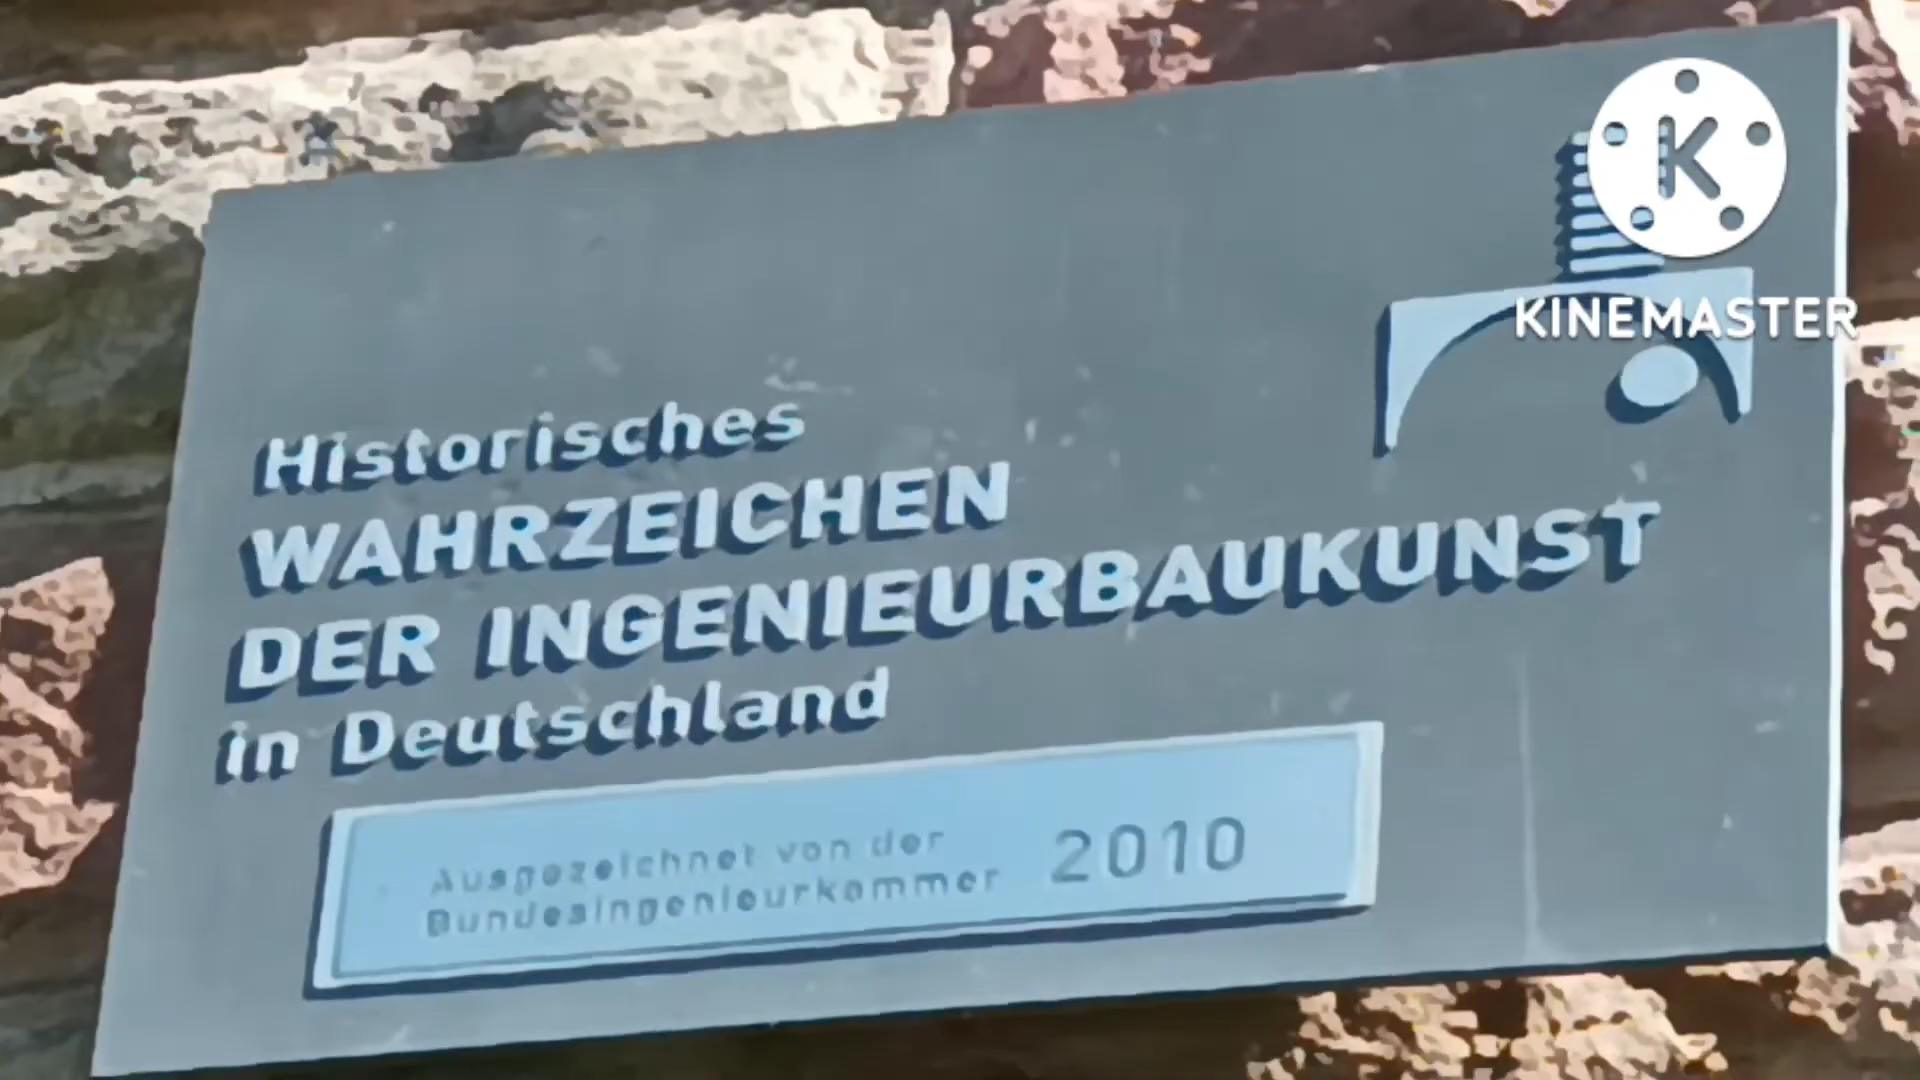 K
KINEMASTER
Historisches
WAHRZEICHEN
DER INGENIEURBAUKUNST
in Deutschland
Ausgezeichnet von der
Bundesingenieurkammer 2010